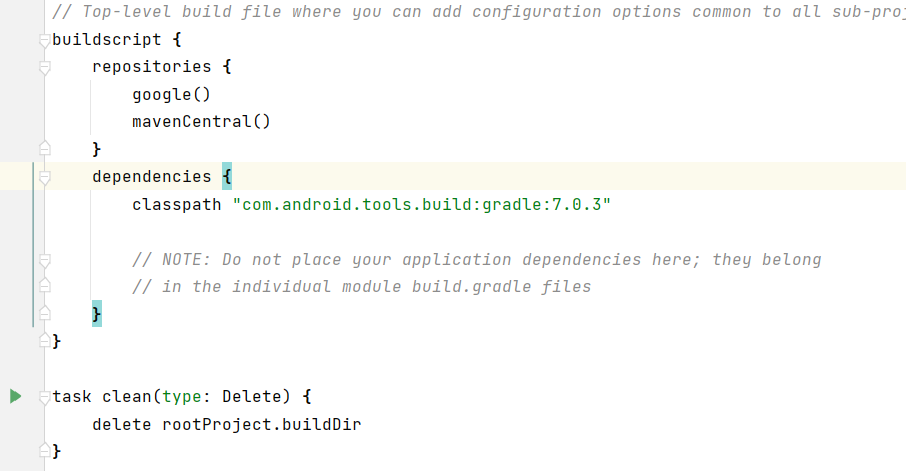 // Top-level build file where you can add configuration options common to all
buildscript {
    repositories {
        google()
        mavenCentral()
    }
    dependencies {
        classpath "com.android.tools.build:gradle:7.0.3"
        // NOTE: Do not place your application dependencies here; they belong
        // in the individual module build.gradle files
    }
}
task clean(type: Delete) {
    delete rootProject.buildDir
}